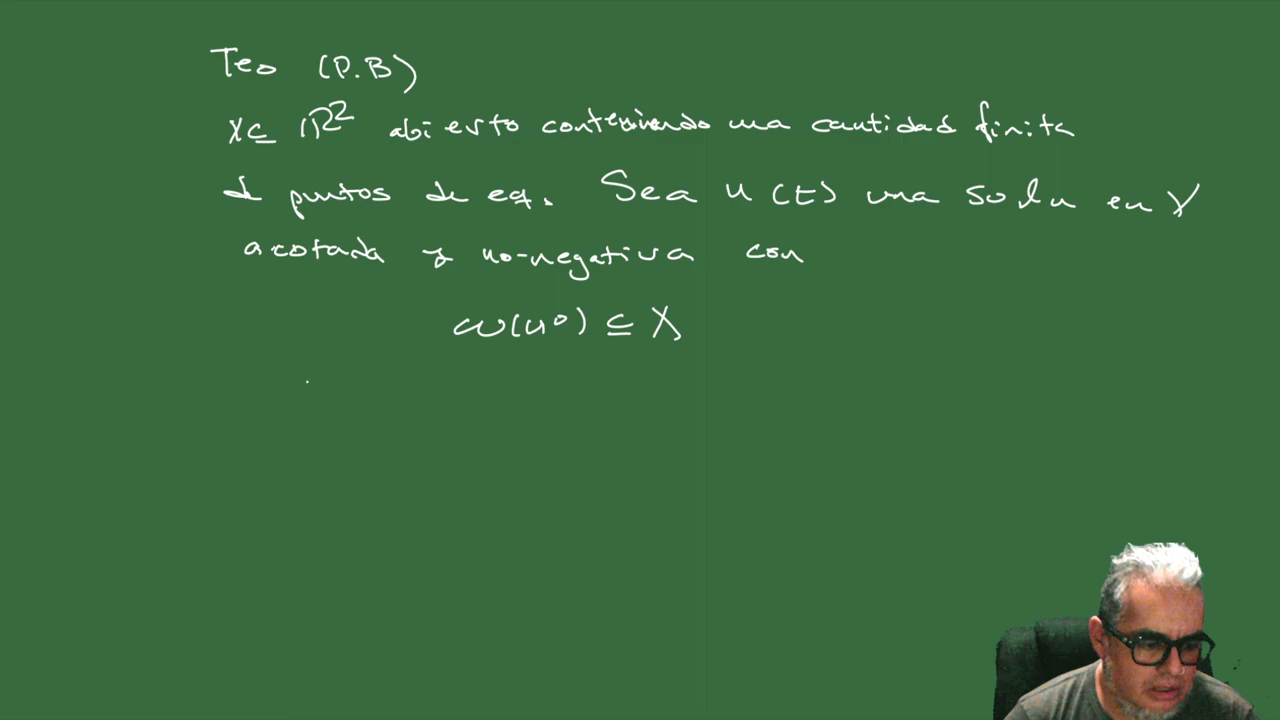 Teo (P.B)
X ⊆ ℝ² abierto conteniendo una cantidad finita
de puntos de eq. Sea u(t) una soln en X
acotada y no-negativa con
ω(u⁰) ⊆ X